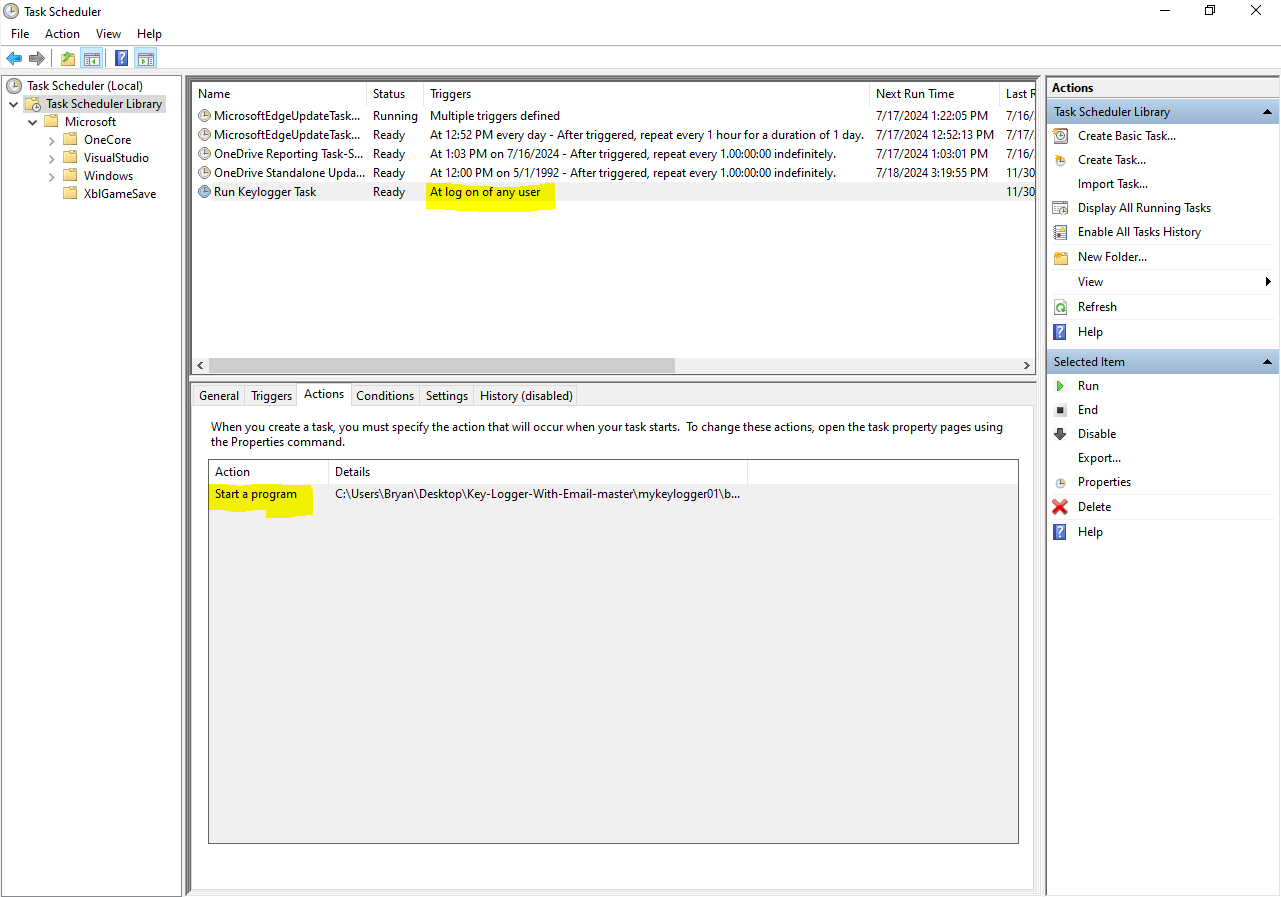 Task Scheduler
File Action View Help
Task Scheduler (Local)
Task Scheduler Library
Microsoft
OneCore
VisualStudio
Windows
XblGameSave
Name Status Triggers Next Run Time Last R
MicrosoftEdgeUpdateTask... Running Multiple triggers defined 7/17/2024 1:22:05 PM 7/16/
MicrosoftEdgeUpdateTask... Ready At 12:52 PM every day - After triggered, repeat every 1 hour for a duration of 1 day. 7/17/2024 12:52:13 PM 7/17/
OneDrive Reporting Task-S... Ready At 1:03 PM on 7/16/2024 - After triggered, repeat every 1.00:00:00 indefinitely. 7/17/2024 1:03:01 PM 7/16/
OneDrive Standalone Upda... Ready At 12:00 PM on 5/1/1992 - After triggered, repeat every 1.00:00:00 indefinitely. 7/18/2024 3:19:55 PM 11/30
Run Keylogger Task Ready At log on of any user 11/30
General Triggers Actions Conditions Settings History (disabled)
When you create a task, you must specify the action that will occur when your task starts. To change these actions, open the task property pages using
the Properties command.
Action Details
Start a program C:\Users\Bryan\Desktop\Key-Logger-With-Email-master\mykeylogger01\b...
Actions
Task Scheduler Library
Create Basic Task...
Create Task...
Import Task...
Display All Running Tasks
Enable All Tasks History
New Folder...
View
Refresh
Help
Selected Item
Run
End
Disable
Export...
Properties
Delete
Help